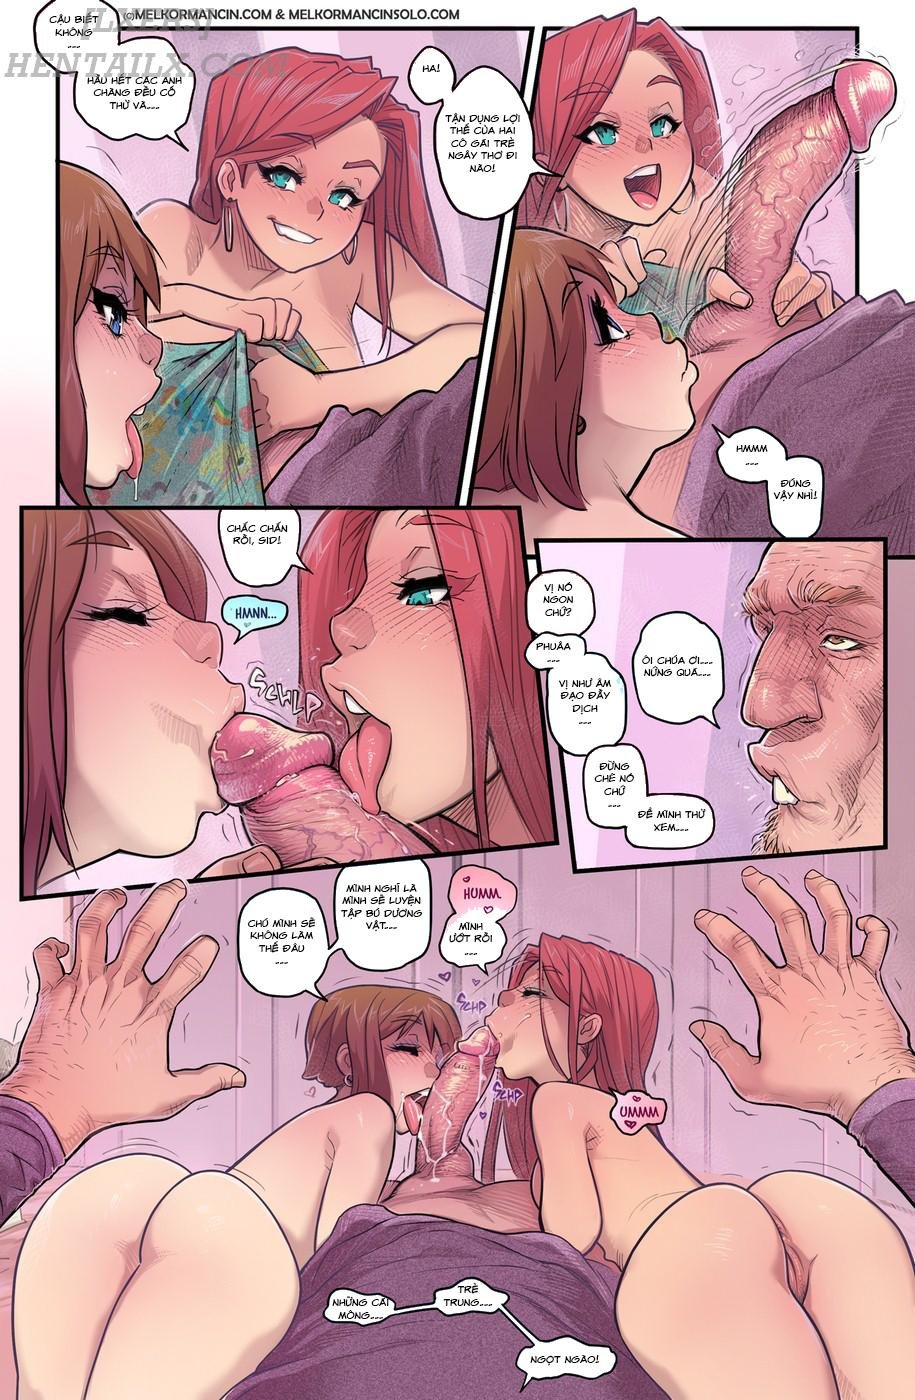 ©MELKORMANCIN.COM & MELKORMANCINSOLO.COM
[LXERS]
HENTAILX.COM
CẬU BIẾT
KHÔNG
...
HẦU HẾT CÁC ANH
CHÀNG ĐỀU CỐ
THỬ VÀ...
HA!
TẬN DỤNG LỢI
THẾ CỦA HAI
CÔ GÁI TRẺ
NGÂY THƠ ĐI
NÀO!
HMMM
...
ĐÚNG
VẬY NHỈ!
CHẮC CHẮN
RỒI, SID!
HMNN...
SCHLP
VỊ NÓ
NGON CHỨ?
PHUÂA
...
VỊ NHƯ ÂM
ĐẠO ĐẦY
DỊCH
...
ĐỪNG
CHÊ NÓ
CHỨ
...
ĐỂ MÌNH THỬ
XEM...
ÔI CHÚA ƠI...
NỨNG QUÁ...
CHÚ MÌNH SẼ
KHÔNG LÀM
THẾ ĐÂU
...
MÌNH NGHĨ LÀ
MÌNH SẼ LUYỆN
TẬP BÚ DƯƠNG
VẬT...
HUMM.
MÌNH
ƯỚT RỒI
...
SCHP
SCHP
UMMM
NHỮNG CÁI
MÔNG...
TRẺ
TRUNG...
NGỌT NGÀO!